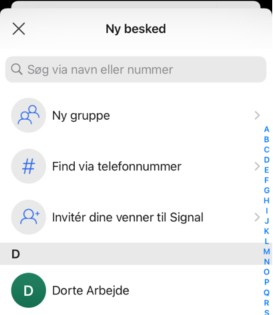 Ny besked
Søg via navn eller nummer
Ny gruppe
# Find via telefonnummer
Invitér dine venner til Signal
D
D Dorte Arbejde
A
B
C
D
E
F
G
H
I
J
K
L
M
N
O
P
Q
R
S